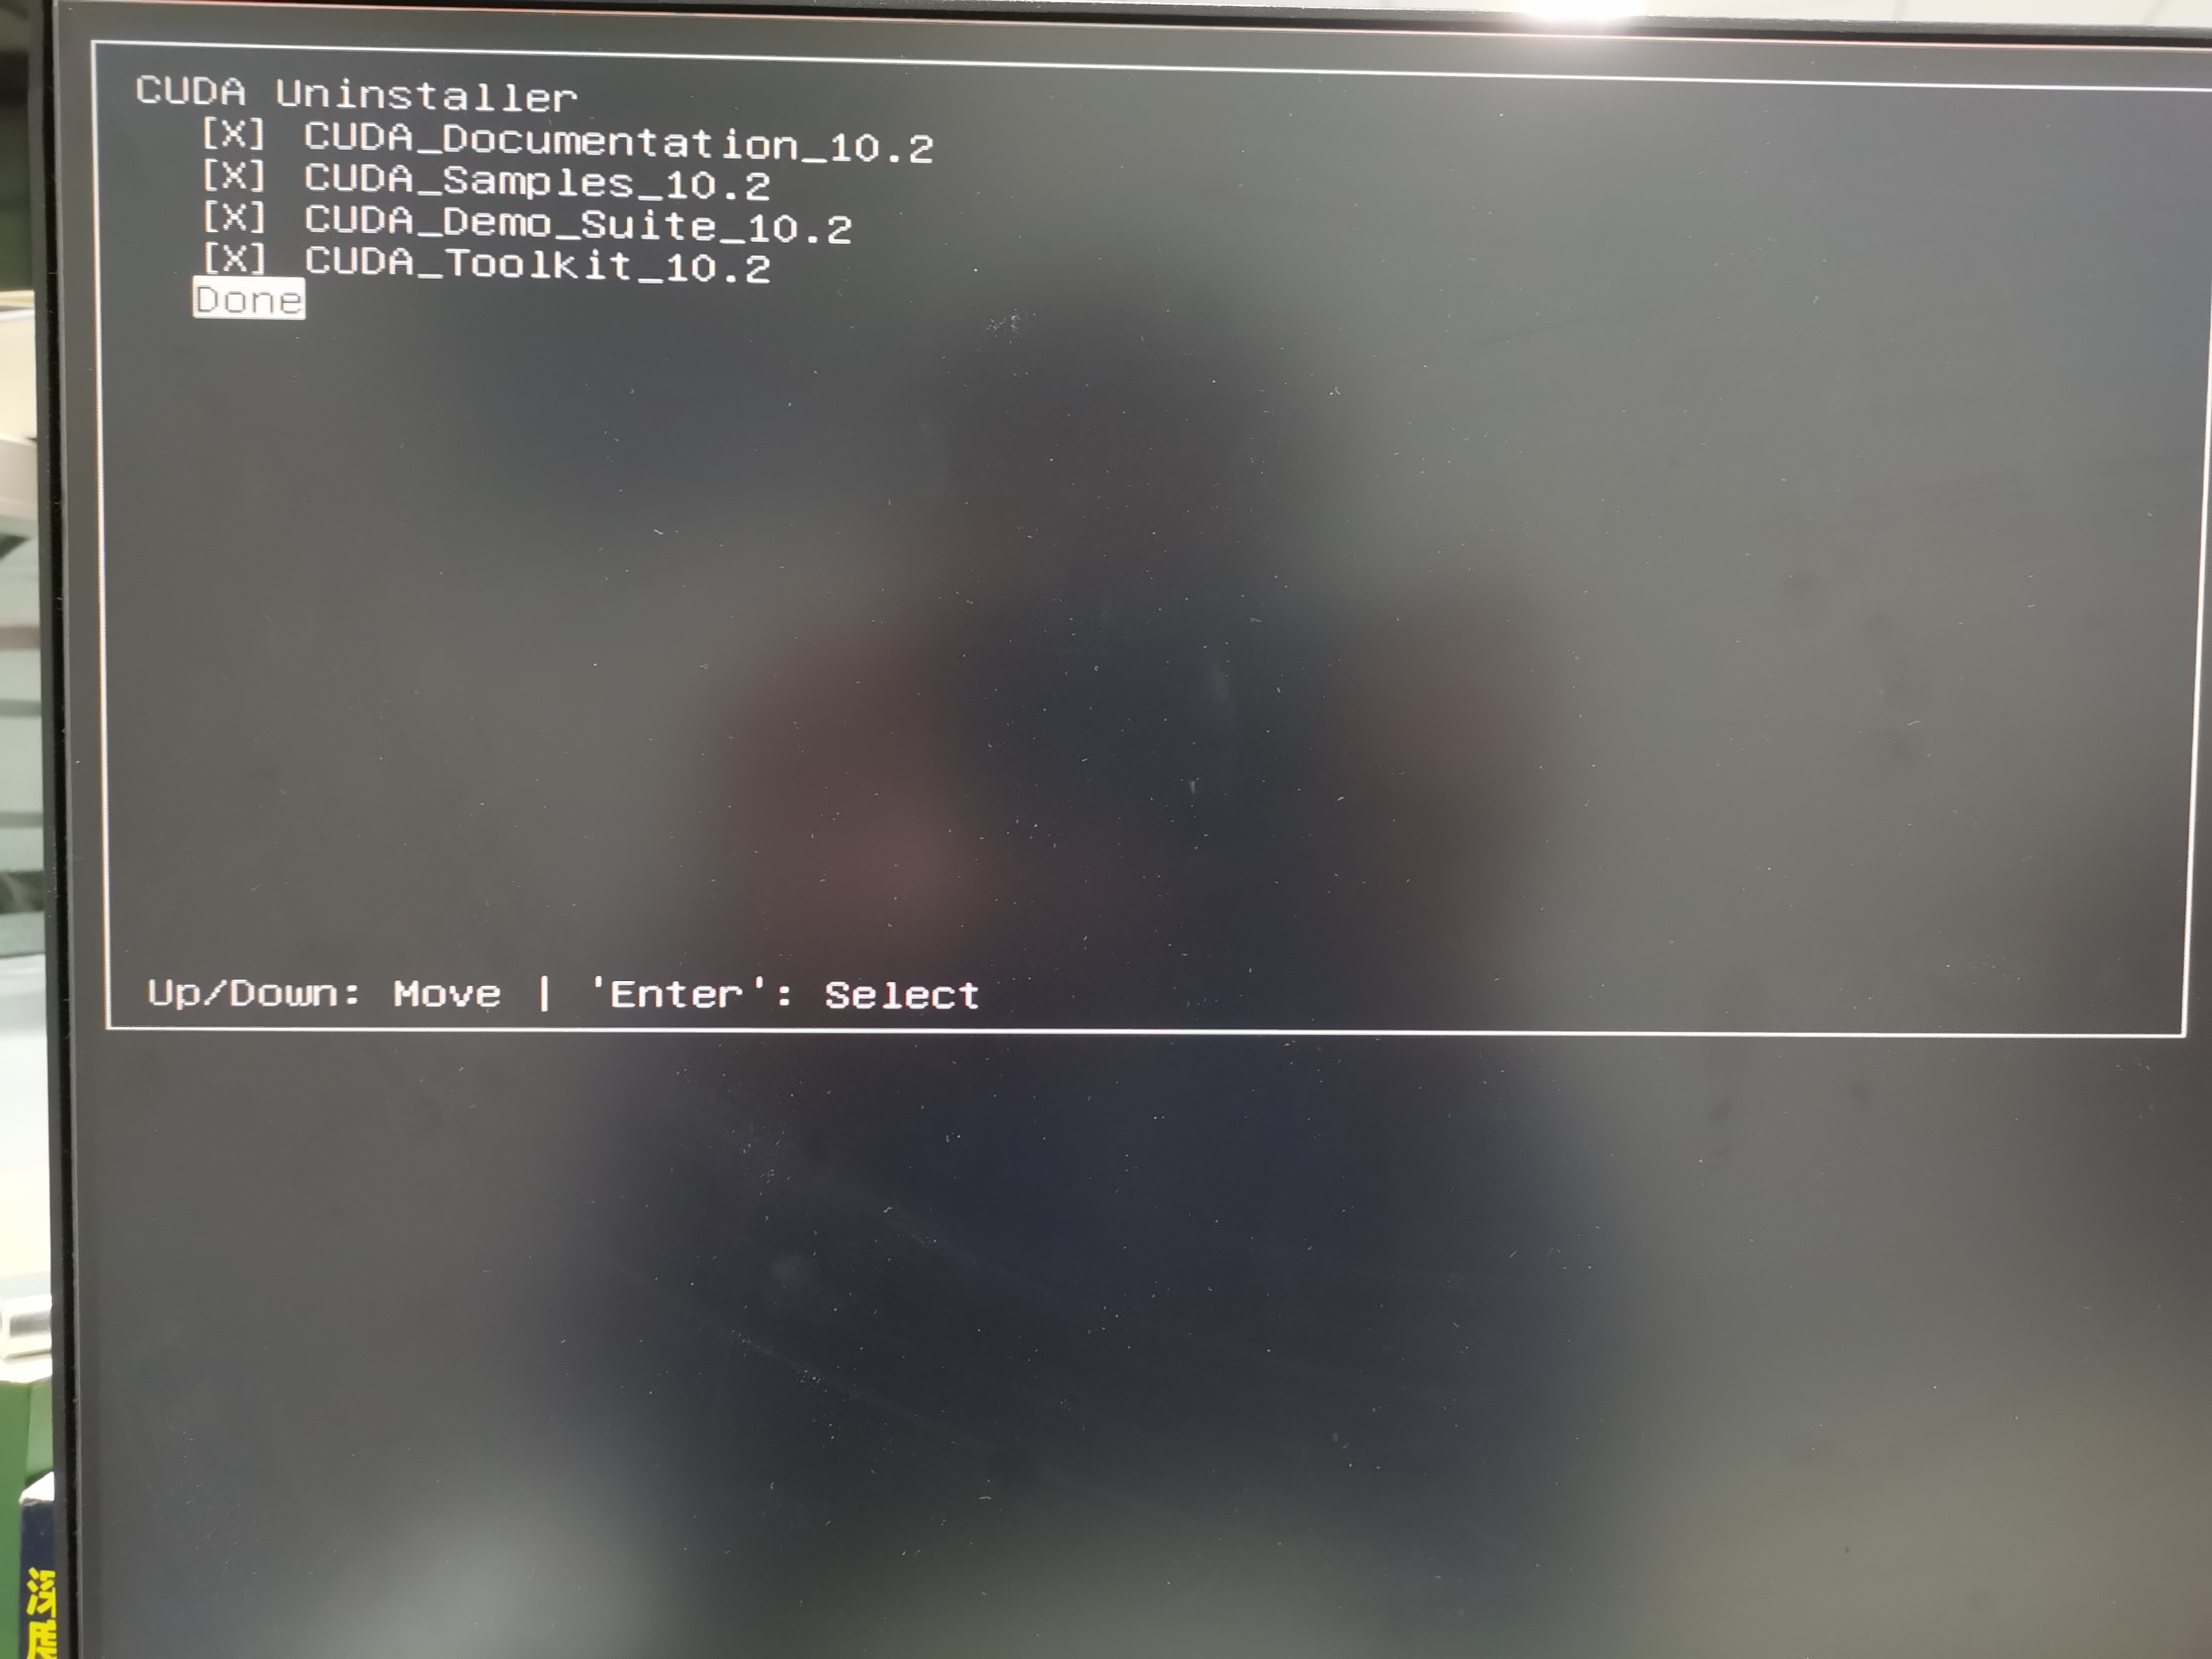 CUDA Uninstaller
[X] CUDA_Documentation_10.2
[X] CUDA_Samples_10.2
[X] CUDA_Demo_Suite_10.2
[X] CUDA_Toolkit_10.2
Done
Up/Down: Move | 'Enter': Select